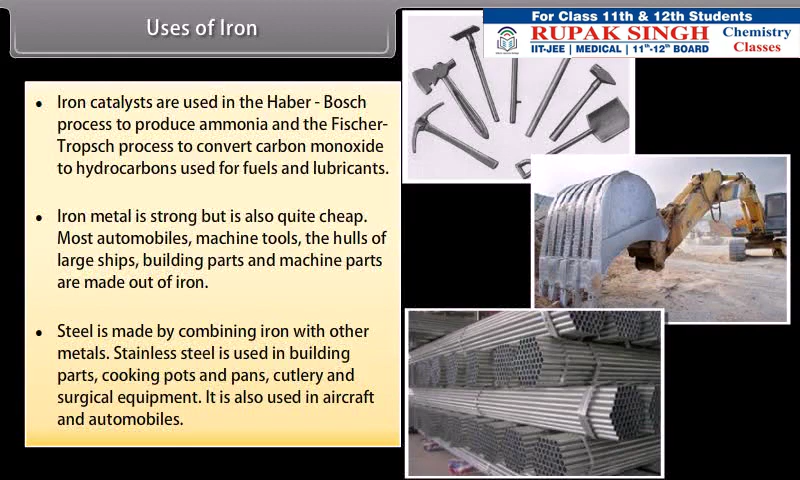 Uses of Iron
For Class 11th & 12th Students
RUPAK SINGH
Chemistry
Classes
IIT-JEE | MEDICAL | 11th-12th BOARD
• Iron catalysts are used in the Haber - Bosch
process to produce ammonia and the Fischer-
Tropsch process to convert carbon monoxide
to hydrocarbons used for fuels and lubricants.
• Iron metal is strong but is also quite cheap.
Most automobiles, machine tools, the hulls of
large ships, building parts and machine parts
are made out of iron.
• Steel is made by combining iron with other
metals. Stainless steel is used in building
parts, cooking pots and pans, cutlery and
surgical equipment. It is also used in aircraft
and automobiles.